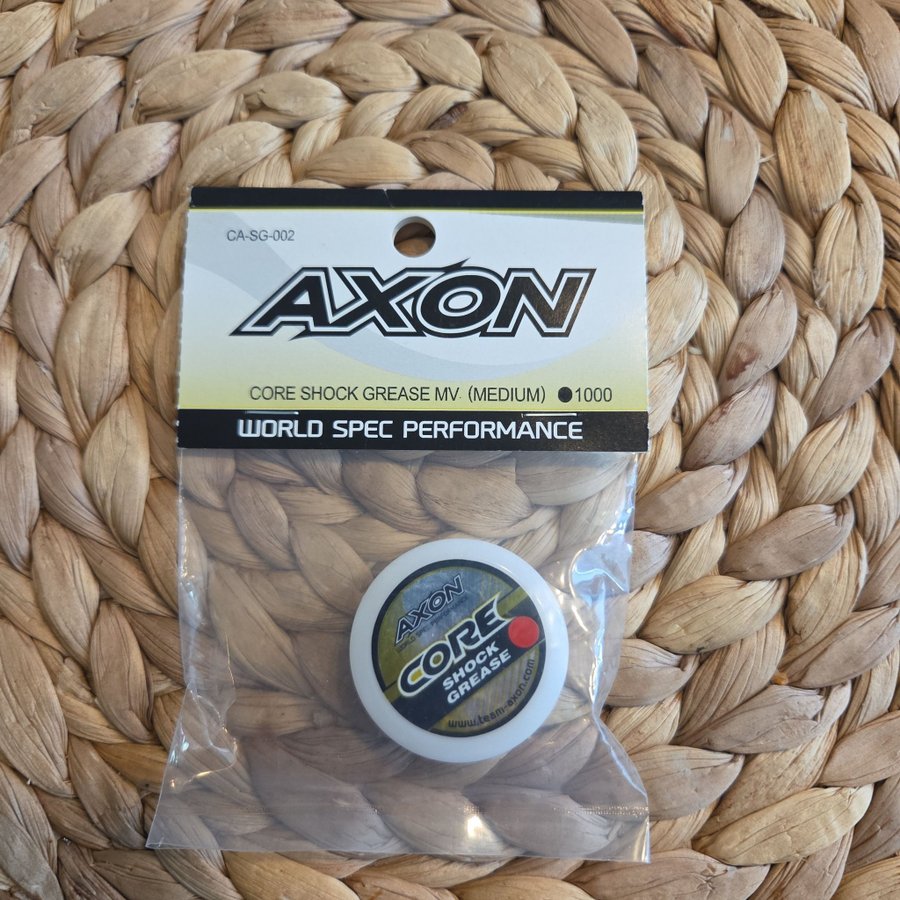 CA-SG-002
AXON
CORE SHOCK GREASE MV (MEDIUM) ●1000
WORLD SPEC PERFORMANCE
AXON
CORE
SHOCK
GREASE
www.team-axon.com